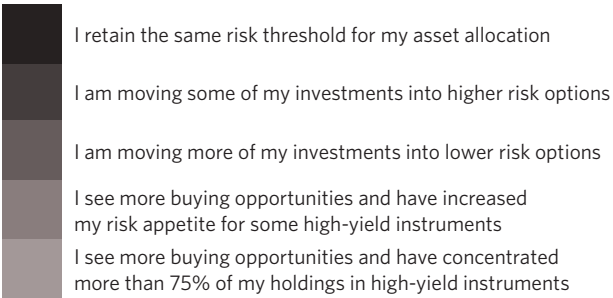 I retain the same risk threshold for my asset allocation
I am moving some of my investments into higher risk options
I am moving more of my investments into lower risk options
I see more buying opportunities and have increased
my risk appetite for some high-yield instruments
I see more buying opportunities and have concentrated
more than 75% of my holdings in high-yield instruments